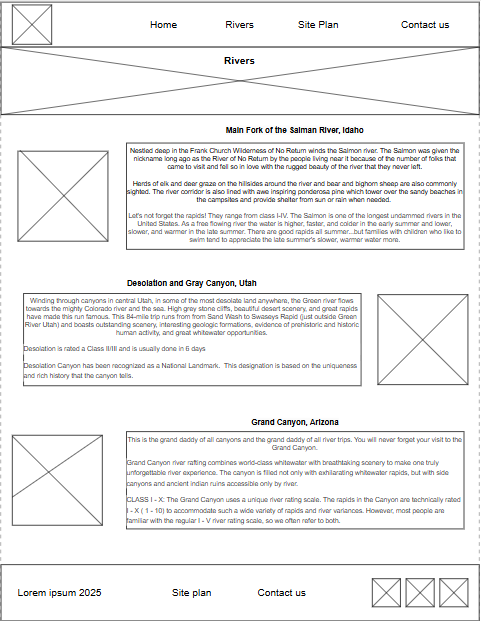 Home Rivers Site Plan Contact us
Rivers
Main Fork of the Salman River, Idaho
Nestled deep in the Frank Church Wilderness of No Return winds the Salmon river. The Salmon was given the
nickname long ago as the River of No Return by the people living near it because of the number of folks that
came to visit and fell so in love with the rugged beauty of the river that they never left.
Herds of elk and deer graze on the hillsides around the river and bear and bighorn sheep are also commonly
sighted. The river corridor is also lined with awe inspiring ponderosa pine which tower over the sandy beaches in
the campsites and provide shelter from sun or rain when needed.
Let's not forget the rapids! They range from class I-IV. The Salmon is one of the longest undammed rivers in the
United States. As a free flowing river the water is higher, faster, and colder in the early summer and lower,
slower, and warmer in the late summer. There are good rapids all summer...but families with children who like to
swim tend to appreciate the late summer's slower, warmer water more.
Desolation and Gray Canyon, Utah
Winding through canyons in central Utah, in some of the most desolate land anywhere, the Green river flows
towards the mighty Colorado river and the sea. High grey stone cliffs, beautiful desert scenery, and great rapids
have made this run famous. This 84-mile trip runs from from Sand Wash to Swaseys Rapid (just outside Green
River Utah) and boasts outstanding scenery, interesting geologic formations, evidence of prehistoric and historic
human activity, and great whitewater opportunities.
Desolation is rated a Class II/III and is usually done in 6 days
Desolation Canyon has been recognized as a National Landmark. This designation is based on the uniqueness
and rich history that the canyon tells.
Grand Canyon, Arizona
This is the grand daddy of all canyons and the grand daddy of all river trips. You will never forget your visit to the
Grand Canyon.
Grand Canyon river rafting combines world-class whitewater with breathtaking scenery to make one truly
unforgettable river experience. The canyon is filled not only with exhilarating whitewater rapids, but with side
canyons and ancient indian ruins accessible only by river.
CLASS I - X: The Grand Canyon uses a unique river rating scale. The rapids in the Canyon are technically rated
I - X ( 1 - 10) to accommodate such a wide variety of rapids and river variances. However, most people are
familiar with the regular I - V river rating scale, so we often refer to both.
Lorem ipsum 2025 Site plan Contact us